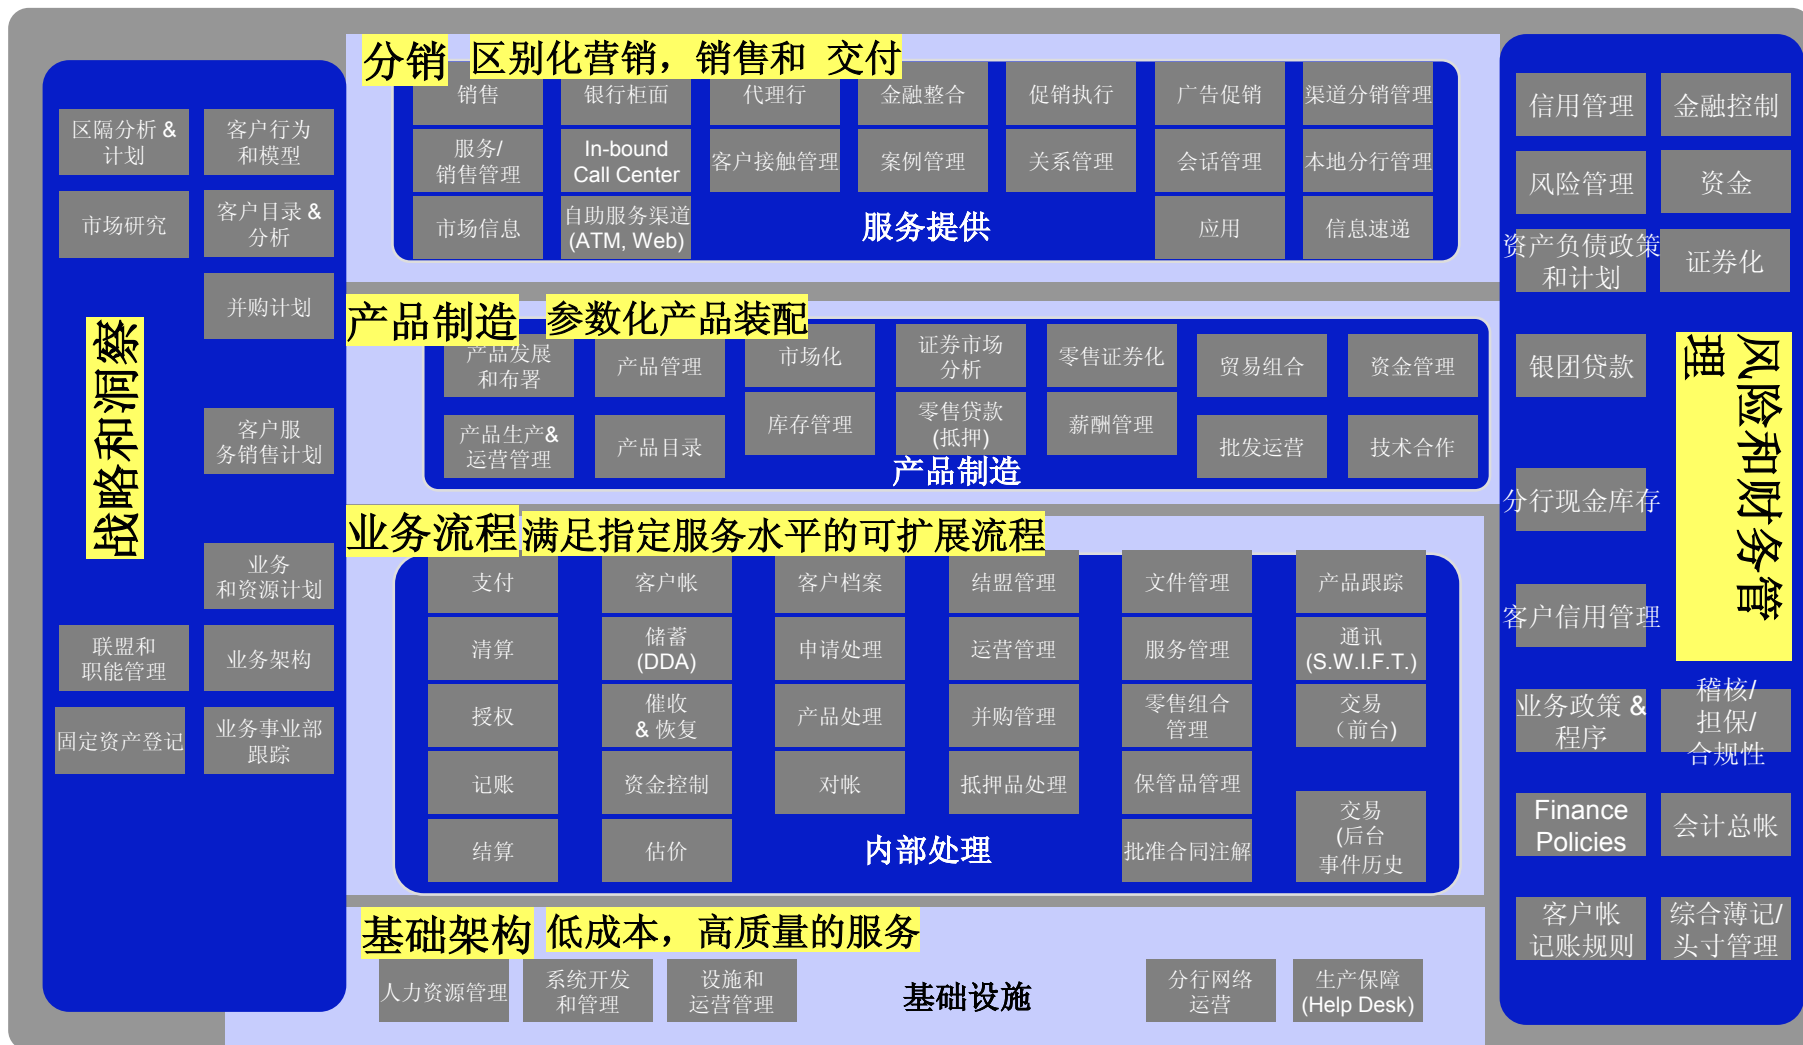 区隔分析 &
计划
客户行为
和模型
市场研究
客户目录 &
分析
并购计划
战略和洞察
客户服
务销售计划
业务
和资源计划
联盟和
职能管理
业务架构
固定资产登记
业务事业部
跟踪
分销 区别化营销，销售和 交付
销售
银行柜面
代理行
金融整合
促销执行
广告促销
渠道分销管理
服务/
销售管理
In-bound
Call Center
客户接触管理
案例管理
关系管理
会话管理
本地分行管理
市场信息
自助服务渠道
(ATM, Web)
服务提供
应用
信息速递
产品制造 参数化产品装配
产品发展
和布署
产品管理
市场化
证券市场
分析
零售证券化
贸易组合
资金管理
产品生产&
运营管理
产品目录
库存管理
零售贷款
(抵押)
薪酬管理
批发运营
技术合作
产品制造
业务流程 满足指定服务水平的可扩展流程
支付
客户帐
客户档案
结盟管理
文件管理
产品跟踪
清算
储蓄
(DDA)
申请处理
运营管理
服务管理
通讯
(S.W.I.F.T.)
授权
催收
& 恢复
产品处理
并购管理
零售组合
管理
交易
（前台)
记账
资金控制
对帐
抵押品处理
保管品管理
交易
(后台
事件历史
结算
估价
内部处理
批准合同注解
基础架构 低成本，高质量的服务
人力资源管理
系统开发
和管理
设施和
运营管理
基础设施
分行网络
运营
生产保障
(Help Desk)
信用管理
金融控制
风险管理
资金
资产负债政策
和计划
证券化
银团贷款
风险和财务管
理
分行现金库存
客户信用管理
业务政策 &
程序
稽核/
担保/
合规性
Finance
Policies
会计总帐
客户帐
记账规则
综合薄记/
头寸管理